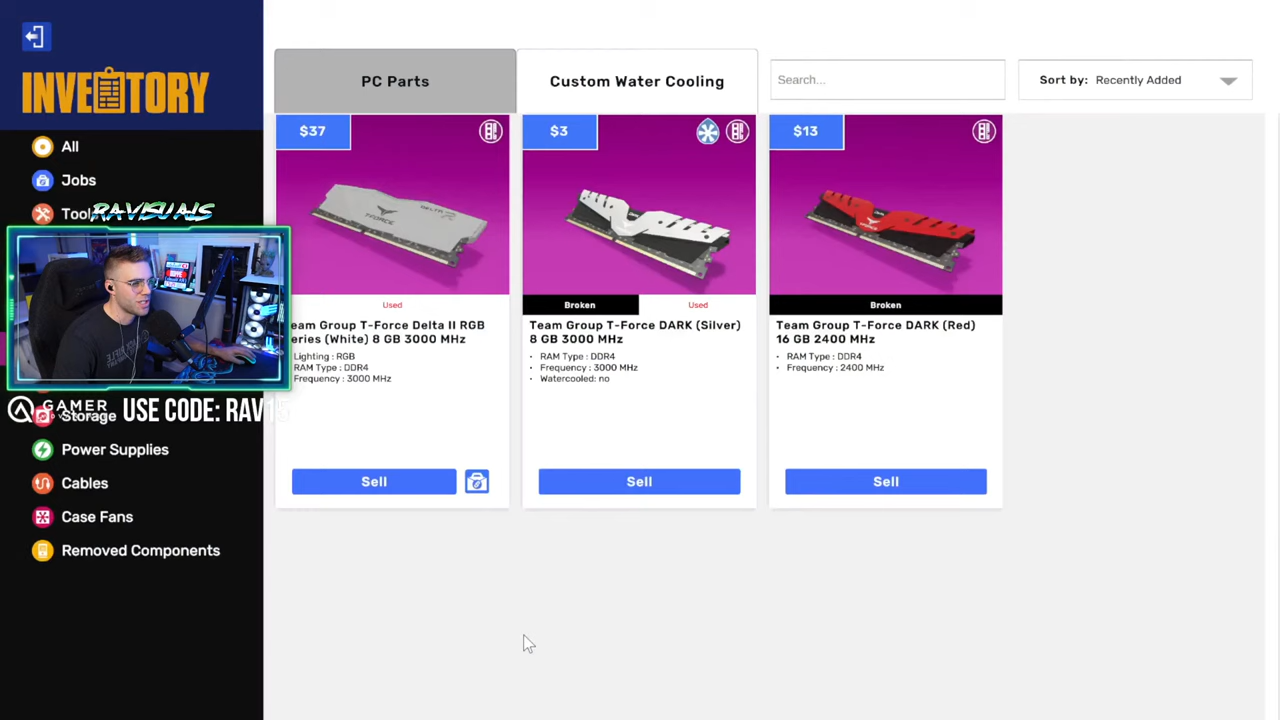 INVENTORY
PC Parts
Custom Water Cooling
Search...
Sort by: Recently Added
All
Jobs
Tool
RAVISUALS
Storage
Power Supplies
Cables
Case Fans
Removed Components
GAMER
USE CODE: RAV15
$37
T-FORCE
DELTA
Used
eam Group T-Force Delta II RGB
eries (White) 8 GB 3000 MHz
Lighting : RGB
RAM Type : DDR4
Frequency : 3000 MHz
Sell
$3
Broken
Used
Team Group T-Force DARK (Silver)
8 GB 3000 MHz
• RAM Type : DDR4
• Frequency : 3000 MHz
• Watercooled: no
Sell
$13
Broken
Team Group T-Force DARK (Red)
16 GB 2400 MHz
• RAM Type : DDR4
• Frequency : 2400 MHz
Sell